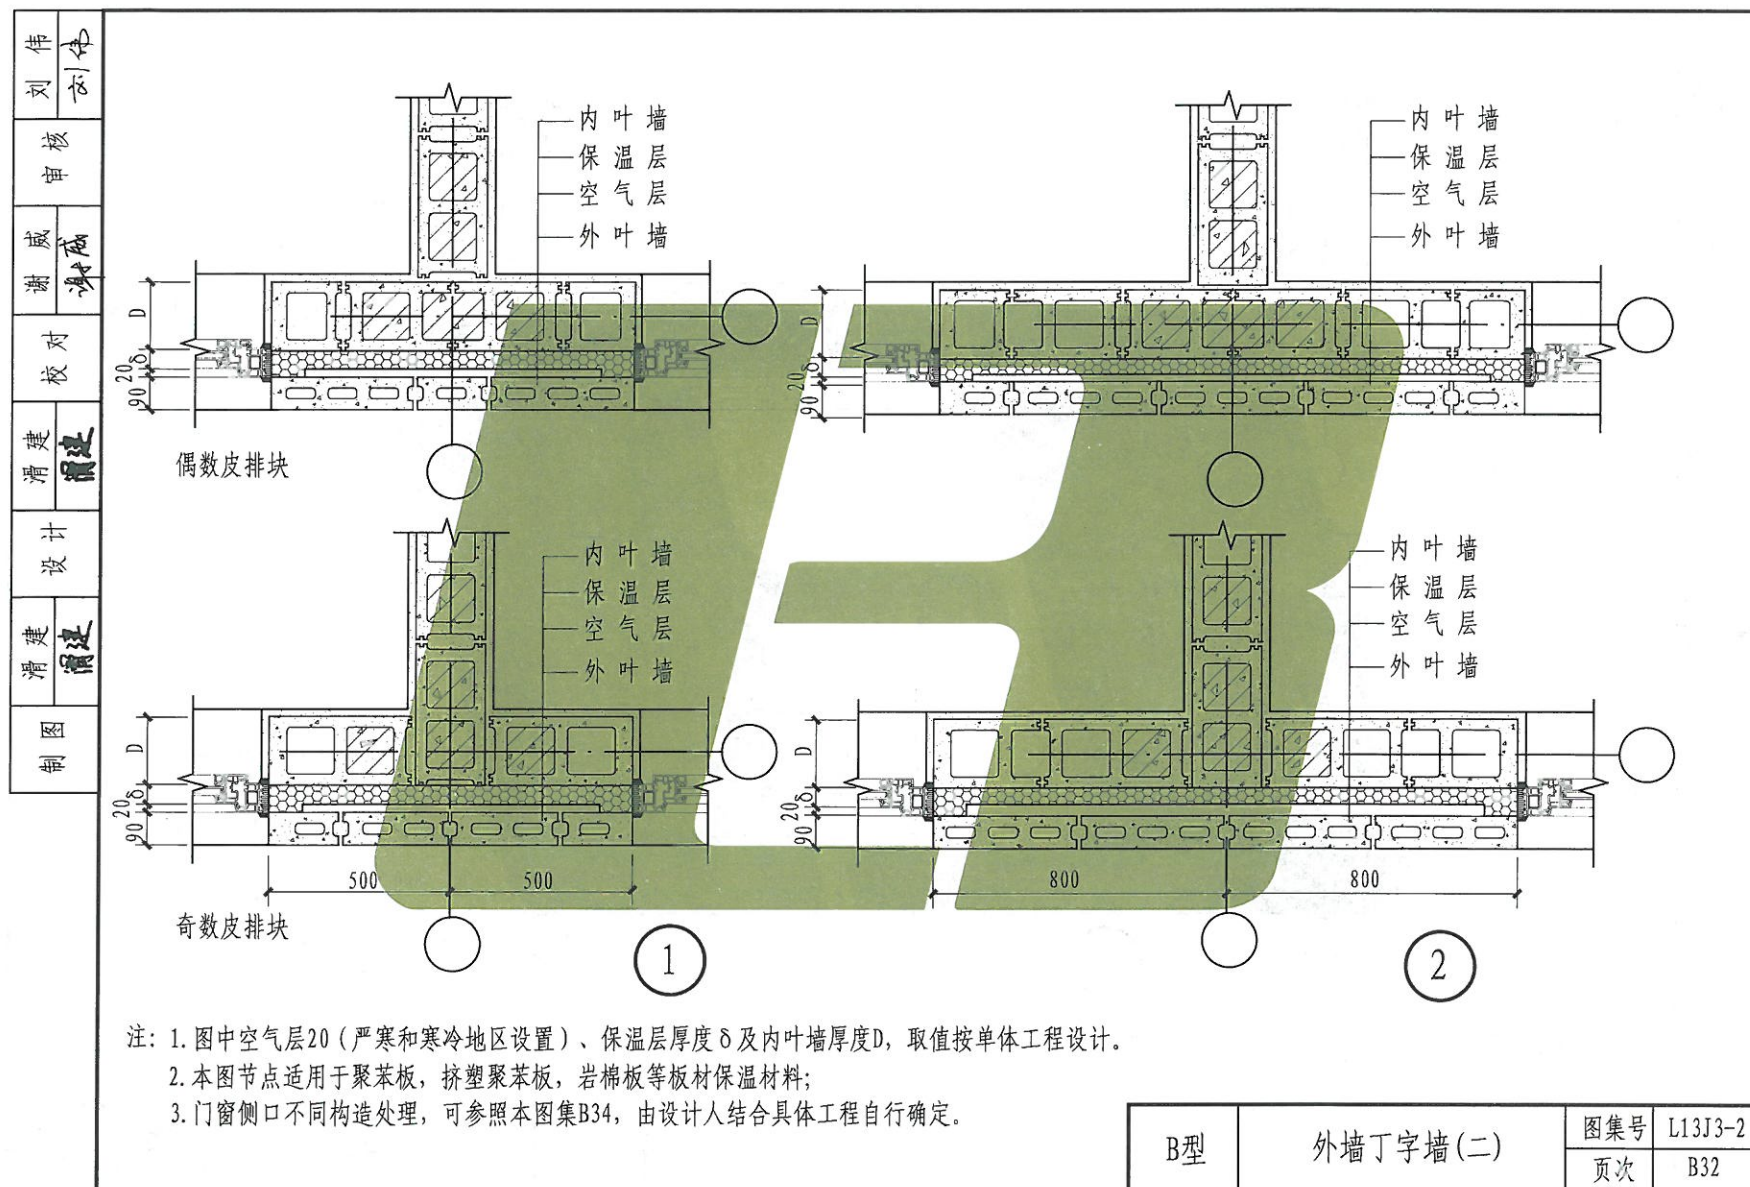 刘伟
刘伟
审核
谢威
谢威
校对
滑建
滑建
设计
滑建
滑建
制图
内叶墙
保温层
空气层
外叶墙
D
δ
20
90
偶数皮排块
内叶墙
保温层
空气层
外叶墙
D
δ
20
90
内叶墙
保温层
空气层
外叶墙
D
δ
20
90
500
500
奇数皮排块
1
内叶墙
保温层
空气层
外叶墙
D
δ
20
90
800
800
2
注: 1. 图中空气层20（严寒和寒冷地区设置）、保温层厚度δ及内叶墙厚度D, 取值按单体工程设计。
2. 本图节点适用于聚苯板, 挤塑聚苯板, 岩棉板等板材保温材料;
3. 门窗侧口不同构造处理, 可参照本图集B34, 由设计人结合具体工程自行确定。
B型
外墙丁字墙(二)
图集号
L13J3-2
页次
B32